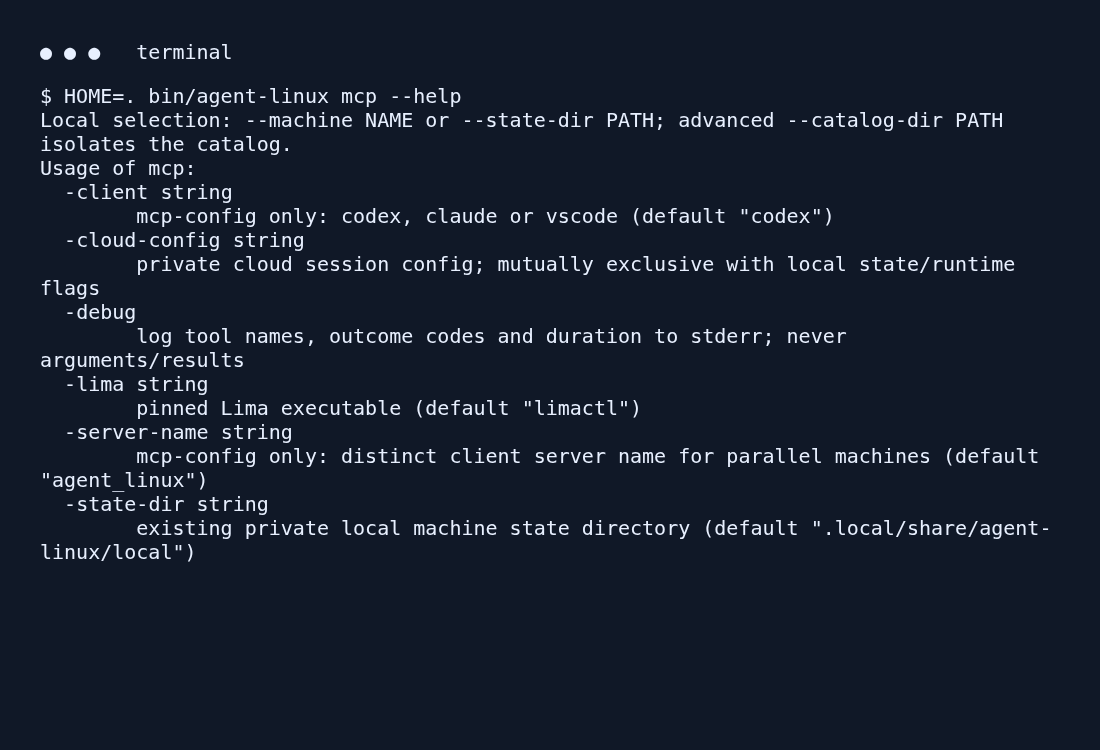 ● ● ●   terminal
$ HOME=. bin/agent-linux mcp --help
Local selection: --machine NAME or --state-dir PATH; advanced --catalog-dir PATH
isolates the catalog.
Usage of mcp:
  -client string
        mcp-config only: codex, claude or vscode (default "codex")
  -cloud-config string
        private cloud session config; mutually exclusive with local state/runtime
flags
  -debug
        log tool names, outcome codes and duration to stderr; never
arguments/results
  -lima string
        pinned Lima executable (default "limactl")
  -server-name string
        mcp-config only: distinct client server name for parallel machines (default
"agent_linux")
  -state-dir string
        existing private local machine state directory (default ".local/share/agent-
linux/local")